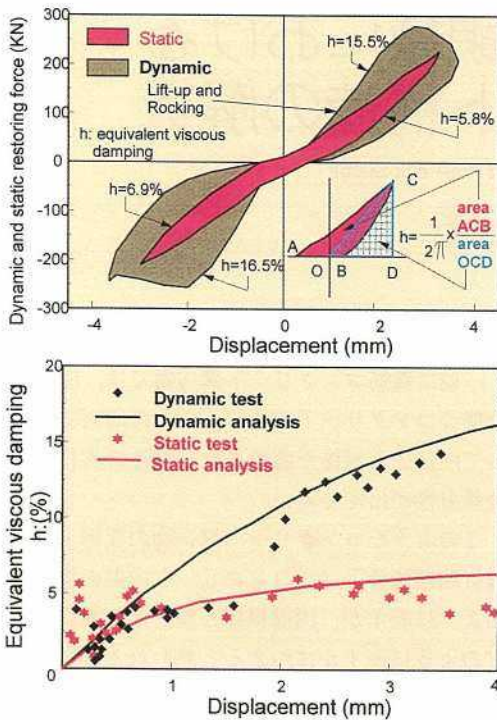 Dynamic and static restoring force (KN)
300
200
100
0
-100
-200
-300
Static
Dynamic
Lift-up and
Rocking
h: equivalent viscous
damping
h=15.5%
h=5.8%
h=6.9%
h=16.5%
A
O
B
C
D
h= 1/2π x area ACB / area OCD
-4
-2
0
2
4
Displacement (mm)
Equivalent viscous damping
h:(%)
20
15
10
5
0
Dynamic test
Dynamic analysis
Static test
Static analysis
1
2
3
4
Displacement (mm)